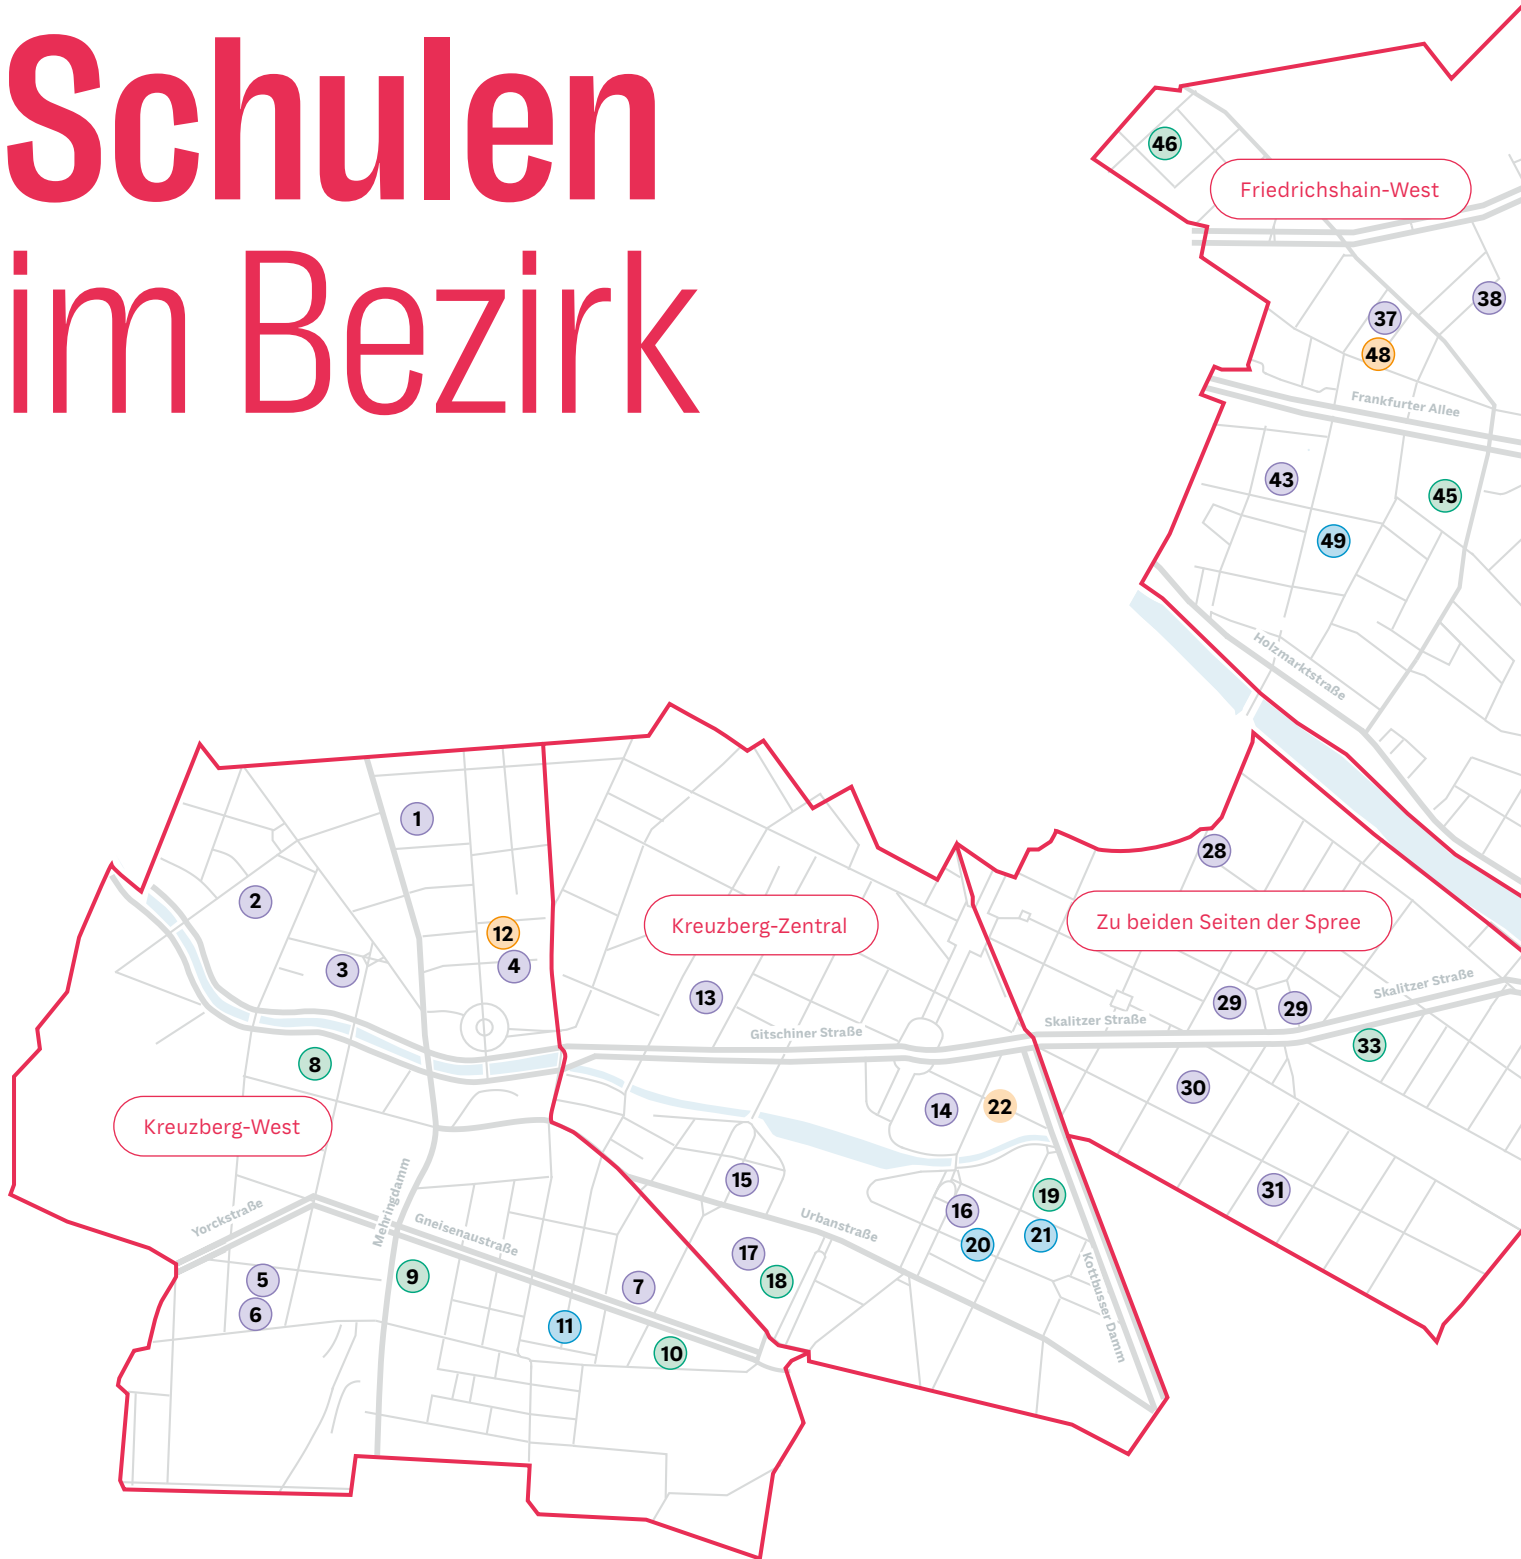 Schulen
im Bezirk
46
Friedrichshain-West
38
37
48
Frankfurter Allee
43
45
49
Holzmarktstraße
1
28
2
12
Kreuzberg-Zentral
Zu beiden Seiten der Spree
4
3
13
Skalitzer Straße
29
29
Gitschiner Straße
Skalitzer Straße
33
8
30
14
22
Kreuzberg-West
15
31
19
16
Yorckstraße
Mehringdamm
Gneisenaustraße
Urbanstraße
21
20
17
5
9
18
7
Kottbusser Damm
6
11
10